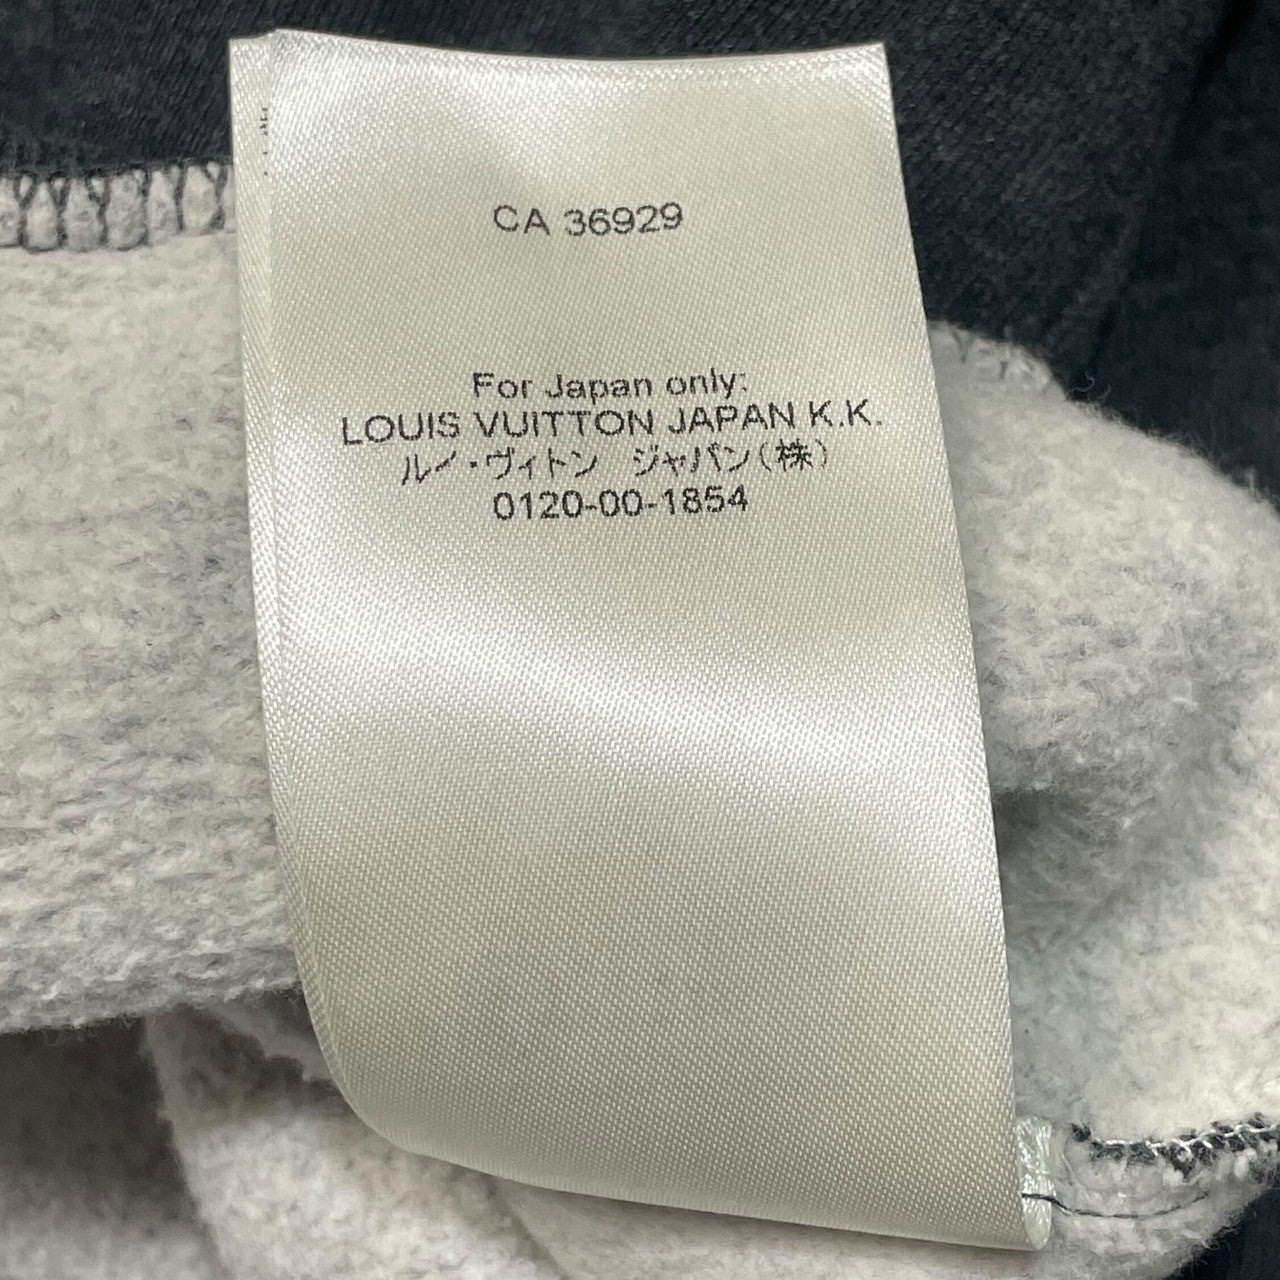 CA 36929
For Japan only:
LOUIS VUITTON JAPAN K.K.
ルイ・ヴィトン ジャパン(株)
0120-00-1854